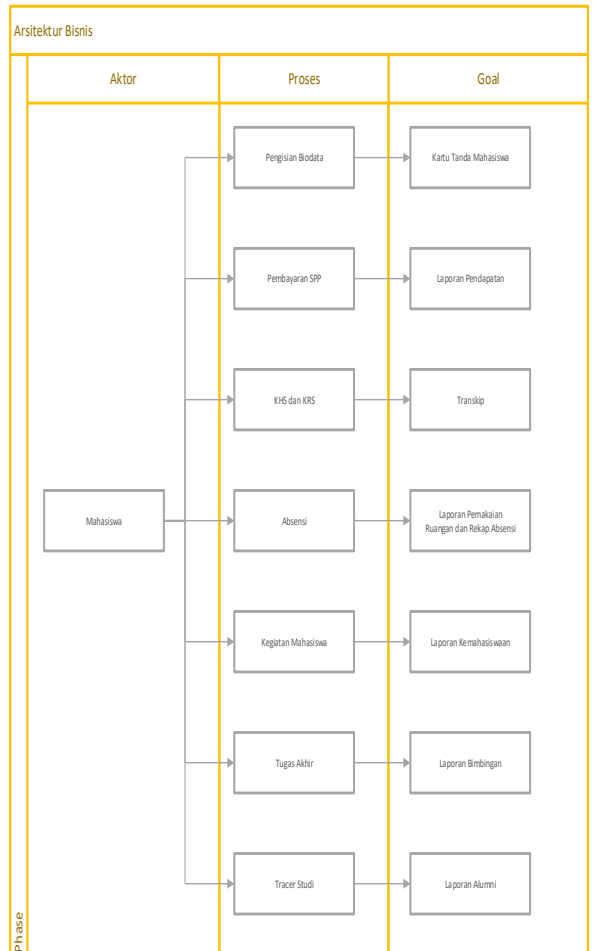 Arsitektur Bisnis
Aktor
Proses
Goal
Pengisian Biodata
Kartu Tanda Mahasiswa
Pembayaran SPP
Laporan Pendapatan
KHS dan KRS
Transkip
Mahasiswa
Absensi
Laporan Pemakaian
Ruangan dan Rekap Absensi
Kegiatan Mahasiswa
Laporan Kemahasiswaan
Tugas Akhir
Laporan Bimbingan
Tracer Studi
Laporan Alumni
Phase